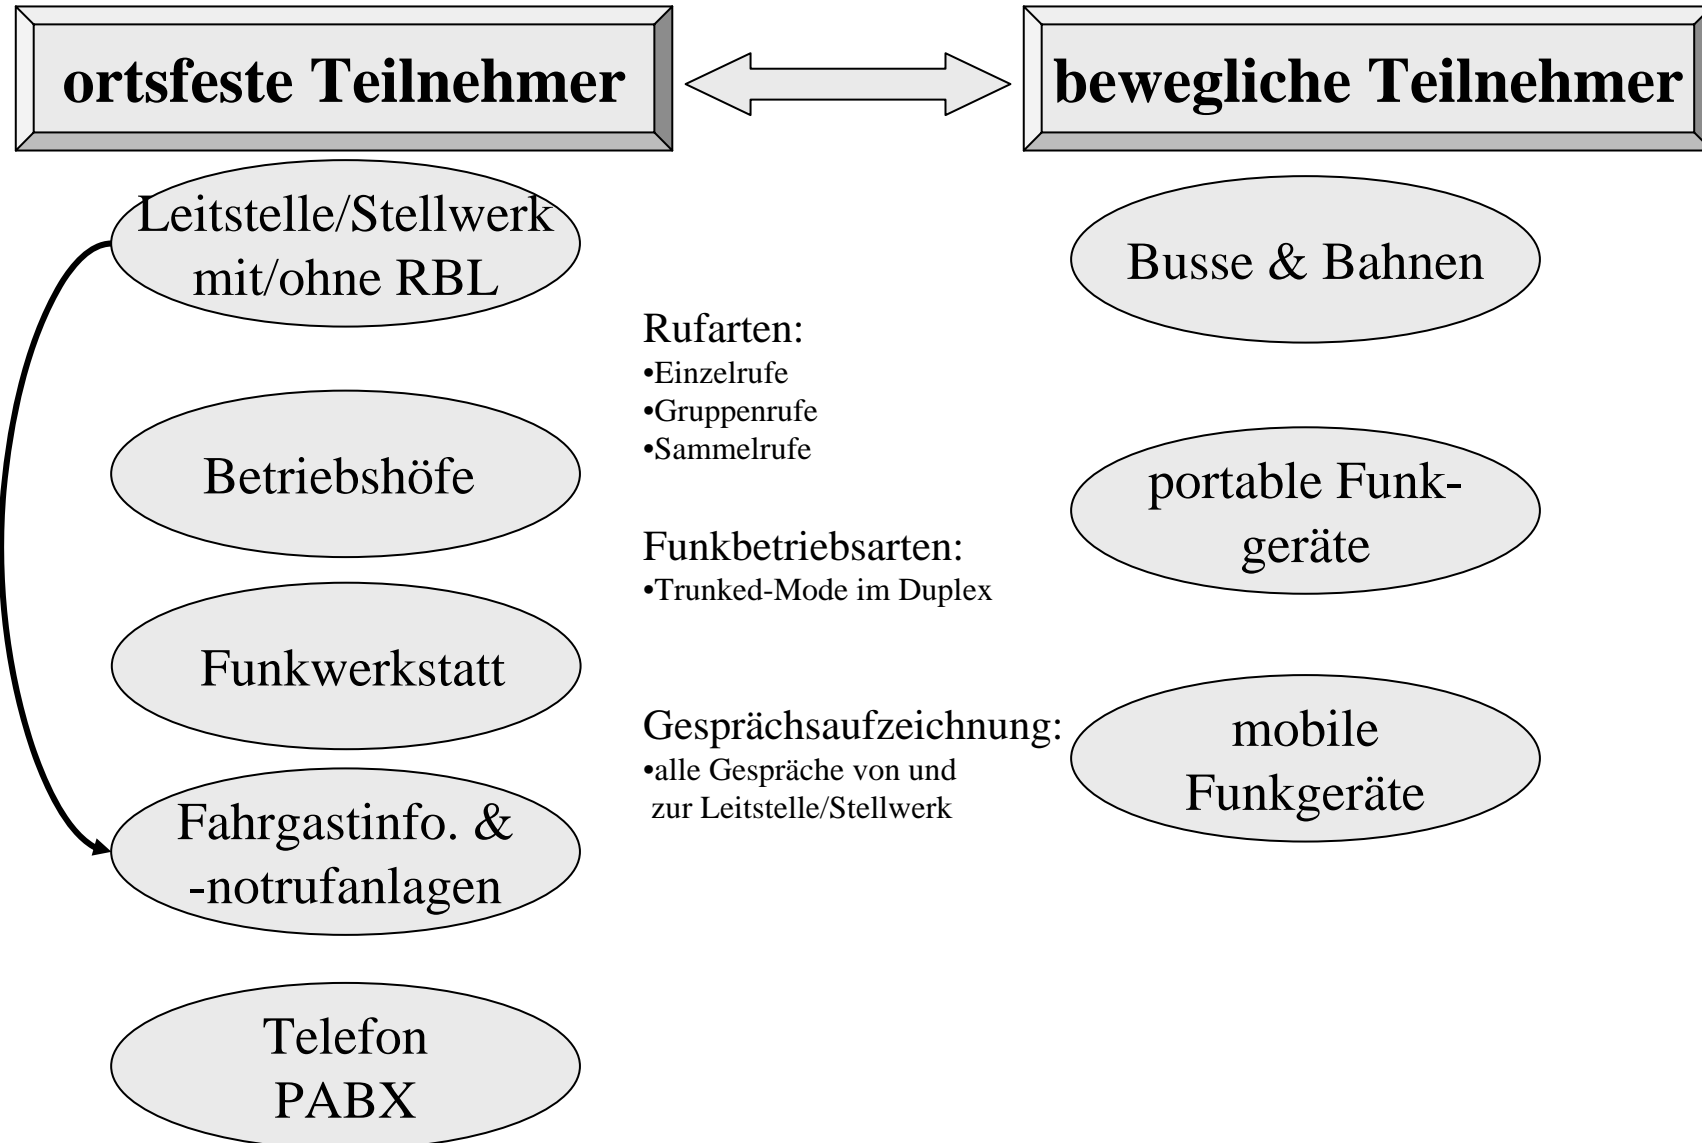 ortsfeste Teilnehmer
bewegliche Teilnehmer
Leitstelle/Stellwerk
mit/ohne RBL
Betriebshöfe
Funkwerkstatt
Fahrgastinfo. &
-notrufanlagen
Telefon
PABX
Rufarten:
•Einzelrufe
•Gruppenrufe
•Sammelrufe
Funkbetriebsarten:
•Trunked-Mode im Duplex
Gesprächsaufzeichnung:
•alle Gespräche von und
zur Leitstelle/Stellwerk
Busse & Bahnen
portable Funk-
geräte
mobile
Funkgeräte